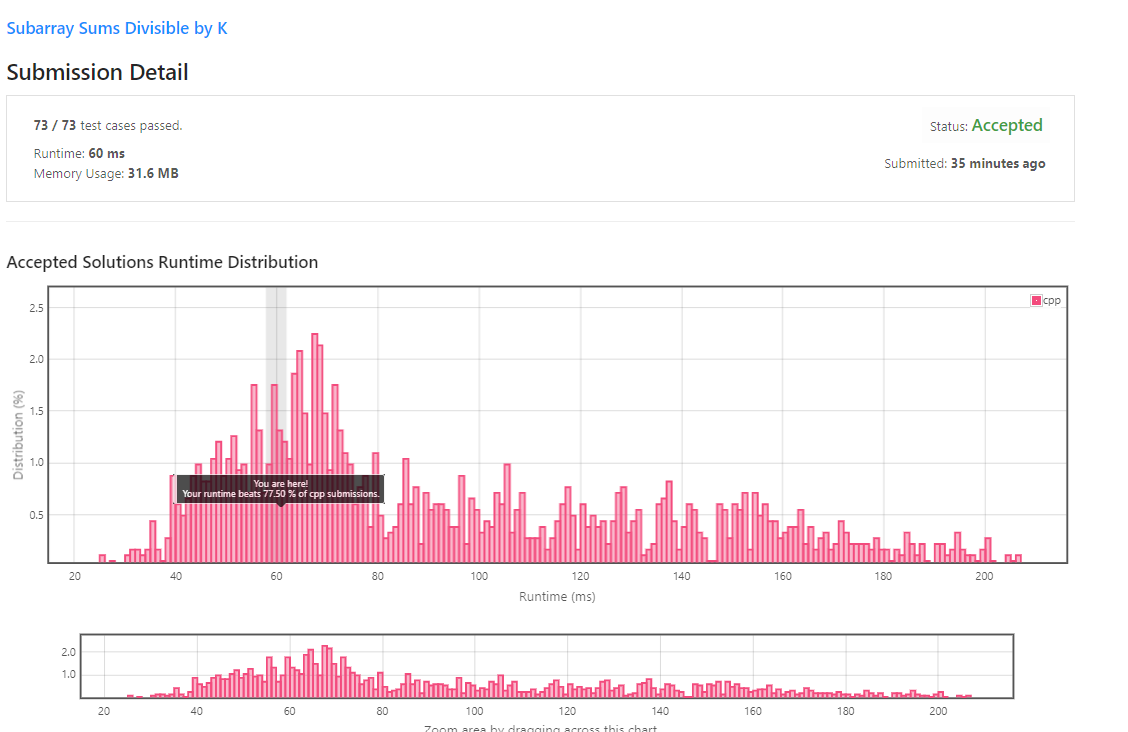 Subarray Sums Divisible by K
Submission Detail
73 / 73 test cases passed.
Status: Accepted
Runtime: 60 ms
Submitted: 35 minutes ago
Memory Usage: 31.6 MB
Accepted Solutions Runtime Distribution
cpp
2.5
2.0
1.5
1.0
0.5
Distribution (%)
You are here!
Your runtime beats 77.50 % of cpp submissions.
20 40 60 80 100 120 140 160 180 200
Runtime (ms)
2.0
1.0
20 40 60 80 100 120 140 160 180 200
Zoom area by dragging across this chart